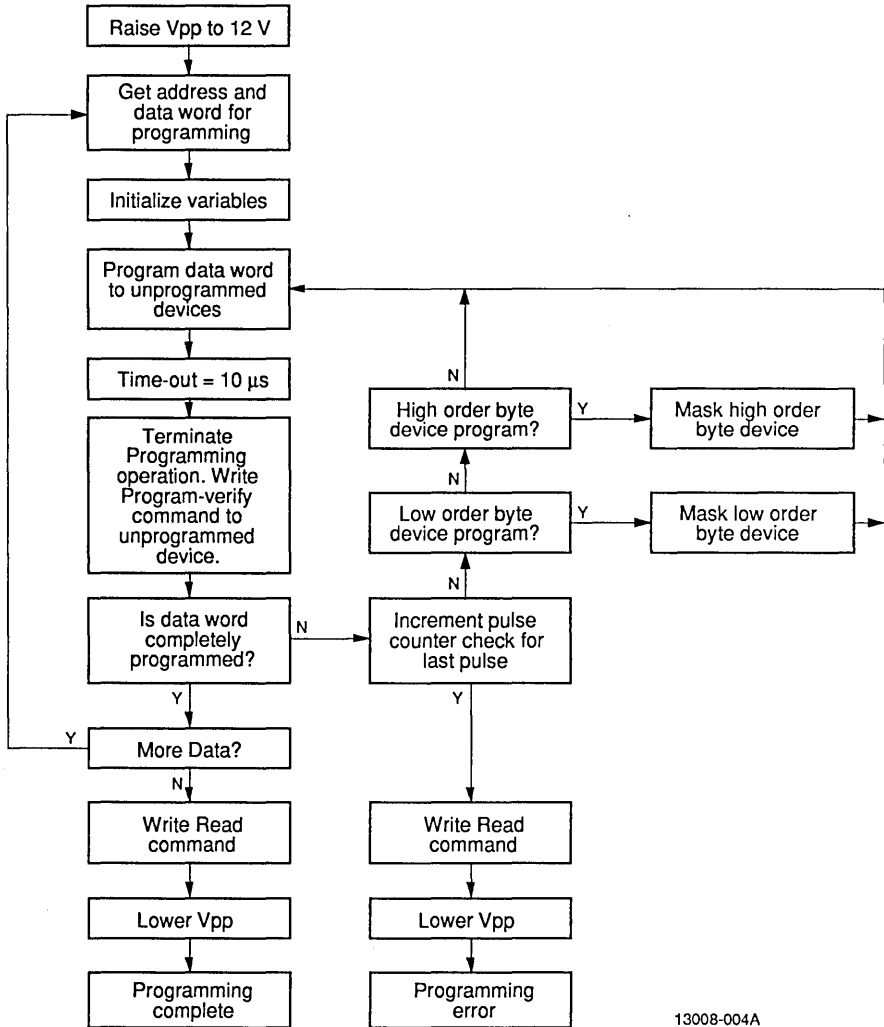 Raise Vpp to 12 V
Get address and
data word for
programming
Initialize variables
Program data word
to unprogrammed
devices
Time-out = 10 µs
Terminate
Programming
operation. Write
Program-verify
command to
unprogrammed
device.
Is data word
completely
programmed?
N
Y
More Data?
Y
N
Write Read
command
Lower Vpp
Programming
complete
N
High order byte
device program?
Y
Mask high order
byte device
N
Low order byte
device program?
Y
Mask low order
byte device
N
Increment pulse
counter check for
last pulse
Y
Write Read
command
Lower Vpp
Programming
error
13008-004A